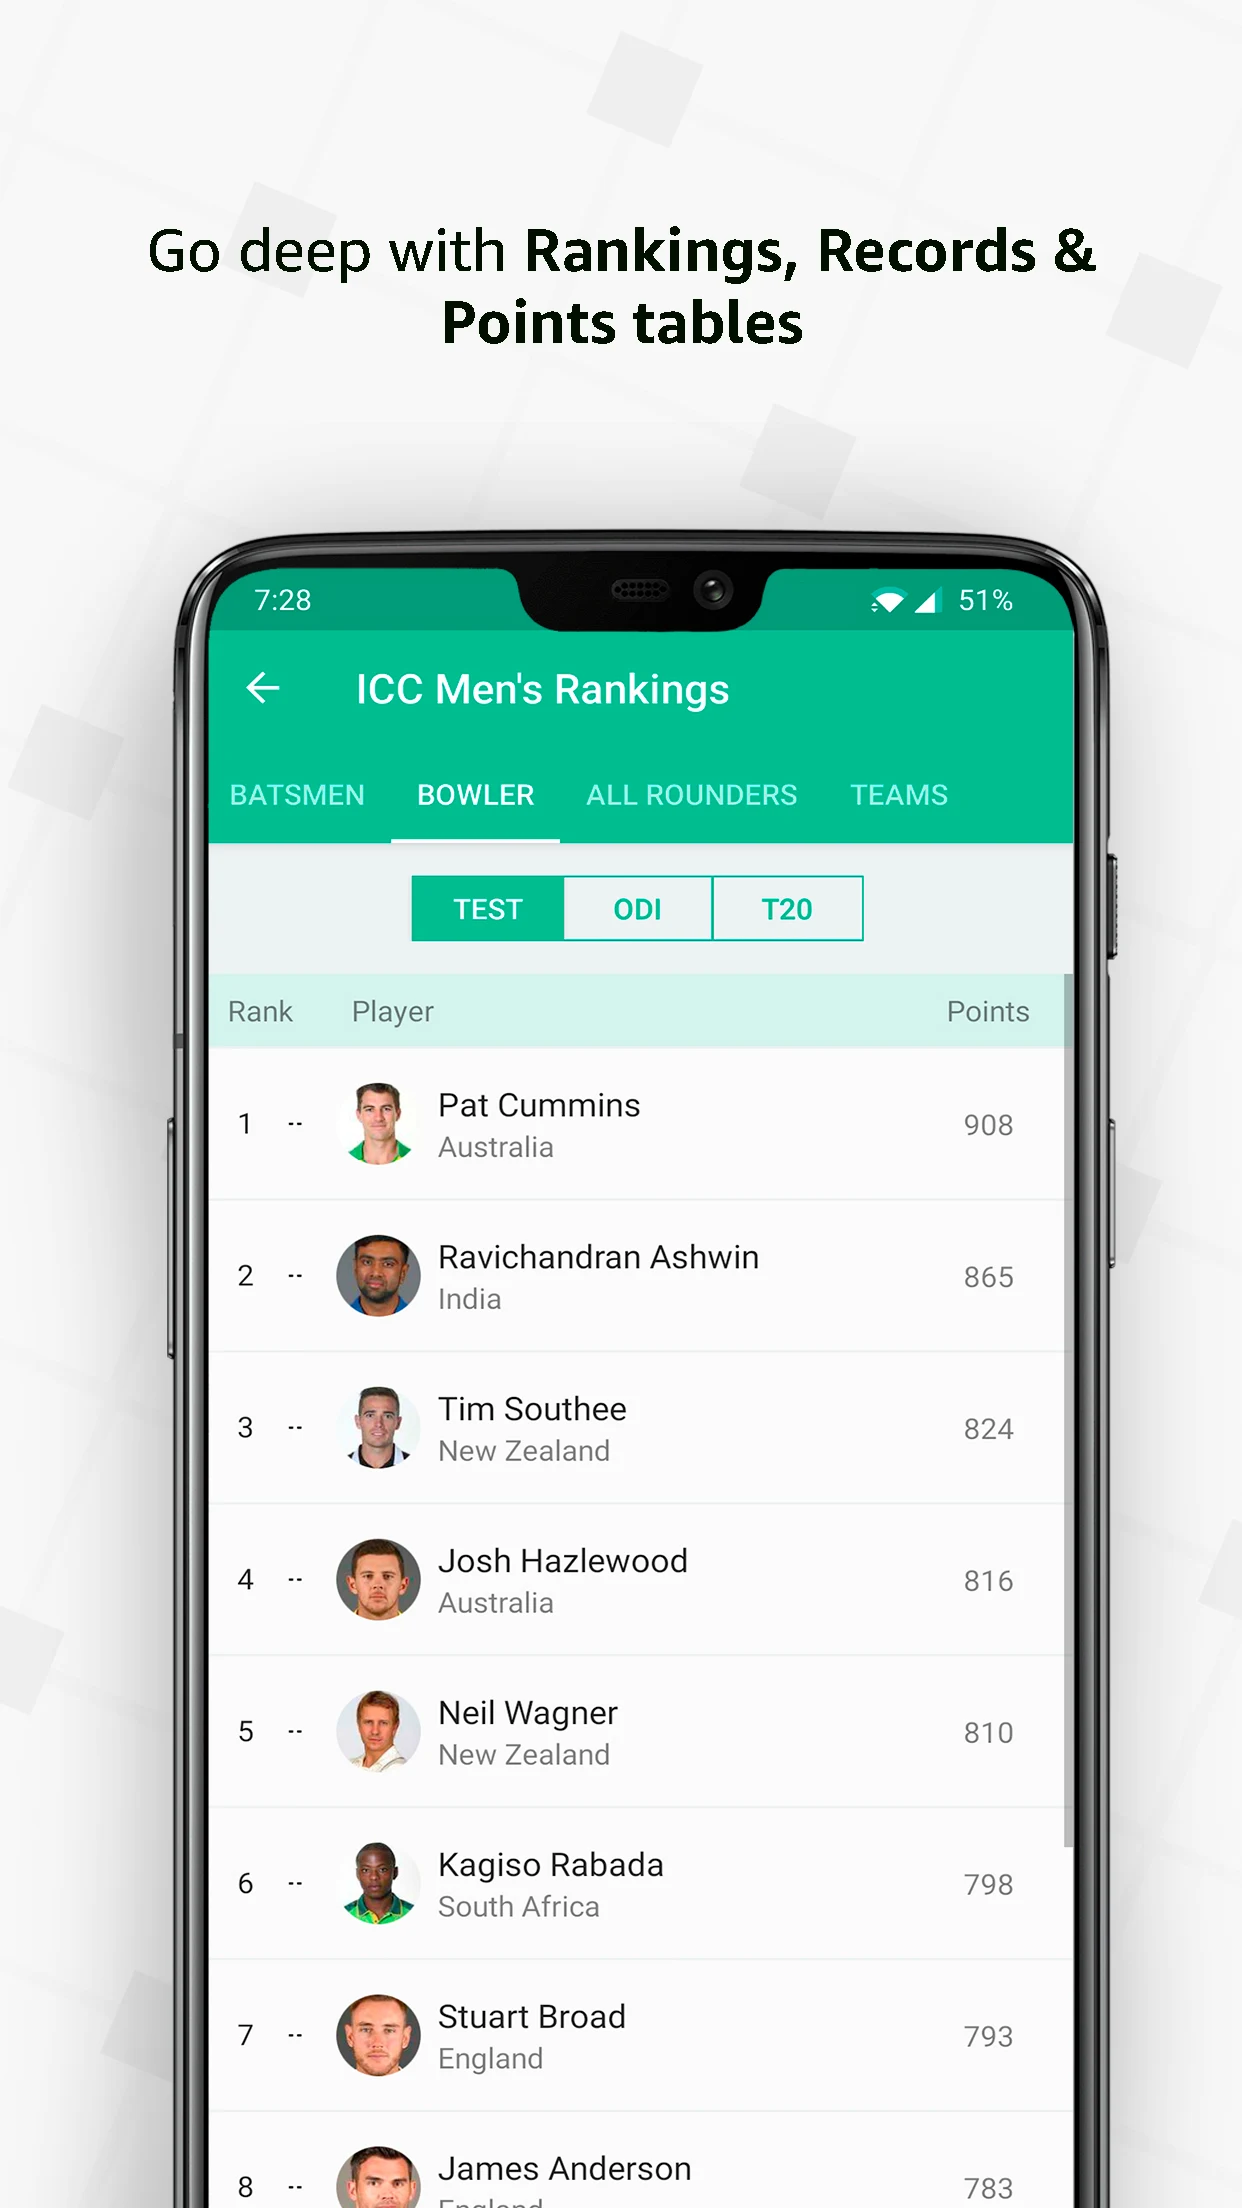 Go deep with Rankings, Records &
Points tables
7:28
51%
ICC Men's Rankings
BATSMEN BOWLER ALL ROUNDERS TEAMS
TEST ODI T20
Rank Player Points
1 -- Pat Cummins 908
Australia
2 -- Ravichandran Ashwin 865
India
3 -- Tim Southee 824
New Zealand
4 -- Josh Hazlewood 816
Australia
5 -- Neil Wagner 810
New Zealand
6 -- Kagiso Rabada 798
South Africa
7 -- Stuart Broad 793
England
8 -- James Anderson 783
England